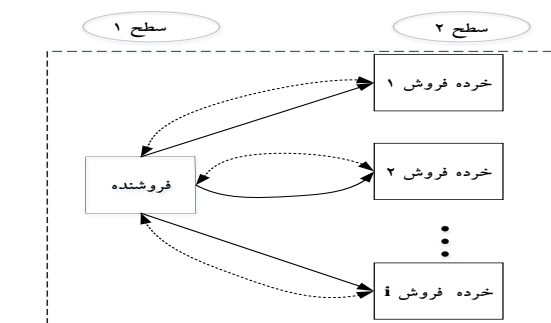 سطح ۱
سطح ۲
خرده فروش ۱
فروشنده
خرده فروش ۲
خرده فروش i